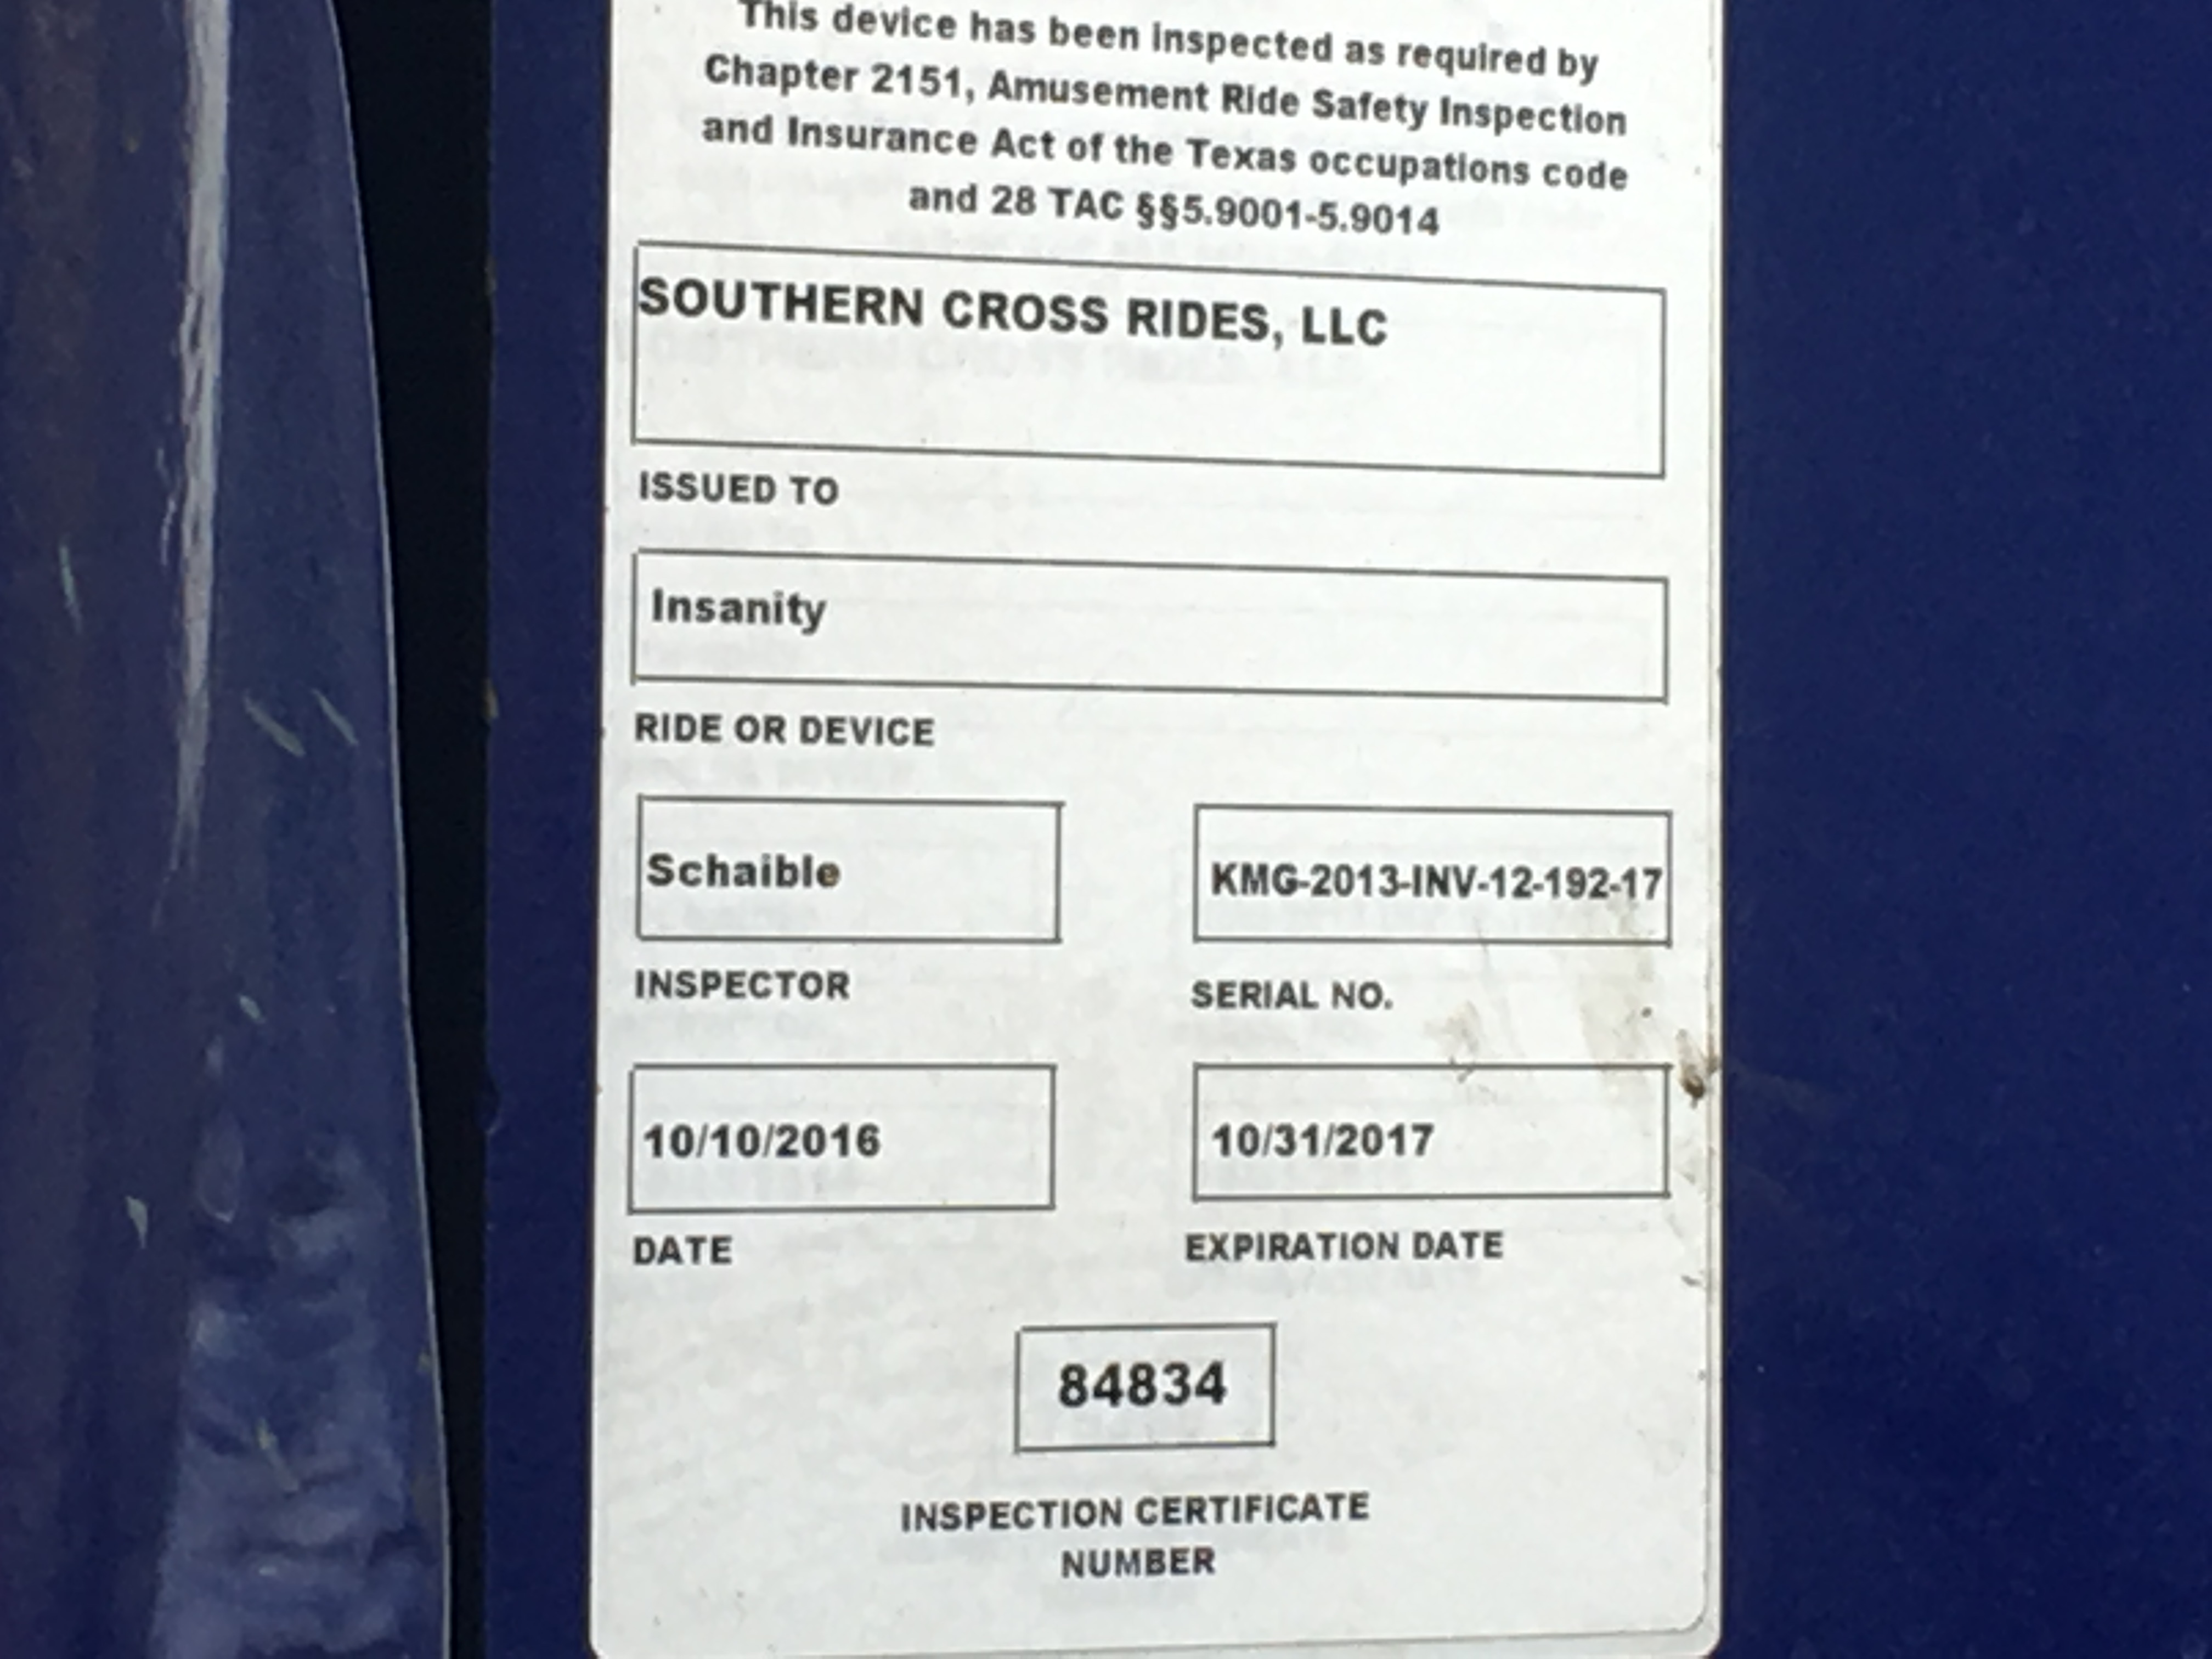 This device has been inspected as required by
Chapter 2151, Amusement Ride Safety Inspection
and Insurance Act of the Texas occupations code
and 28 TAC §§5.9001-5.9014
SOUTHERN CROSS RIDES, LLC
ISSUED TO
Insanity
RIDE OR DEVICE
Schaible KMG-2013-INV-12-192-17
INSPECTOR SERIAL NO.
10/10/2016 10/31/2017
DATE EXPIRATION DATE
84834
INSPECTION CERTIFICATE
NUMBER